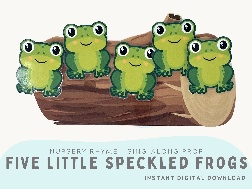 NURSERY RHYME SING ALONG PROP
FIVE LITTLE SPECKLED FROGS
INSTANT DIGITAL DOWNLOAD